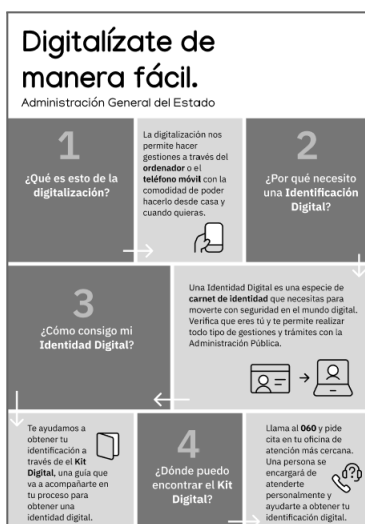 Digitalízate de
manera fácil.
Administración General del Estado
1
¿Qué es esto de la
digitalización?
La digitalización nos
permite hacer
gestiones a través del
ordenador o el
teléfono móvil con la
comodidad de poder
hacerlo desde casa y
cuando quieras.
2
¿Por qué necesito
una Identificación
Digital?
Una Identidad Digital es una especie de
carnet de identidad que necesitas para
moverte con seguridad en el mundo digital.
Verifica que eres tú y te permite realizar
todo tipo de gestiones y trámites con la
Administración Pública.
3
¿Cómo consigo mi
Identidad Digital?
Te ayudamos a
obtener tu
identificación a
través de el Kit
Digital, una guía que
va a acompañarte en
tu proceso para
obtener una
identidad digital.
4
¿Dónde puedo
encontrar el Kit
Digital?
Llama al 060 y pide
cita en tu oficina de
atención más cercana.
Una persona se
encargará de
atenderte
personalmente y
ayudarte a obtener tu
identificación digital.